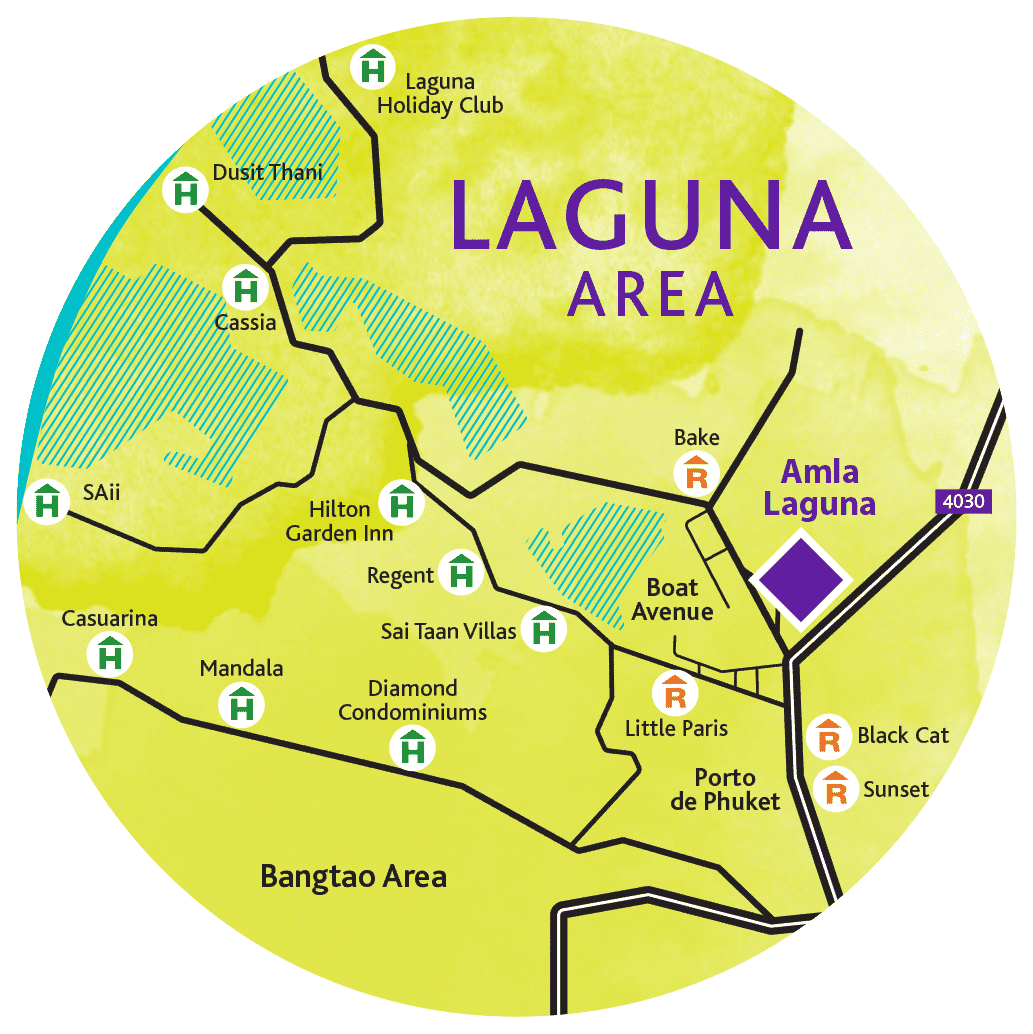 H
Laguna
Holiday Club
H
Dusit Thani
LAGUNA
AREA
H
Cassia
Bake
R
Amla
Laguna
4030
H
SAii
H
Hilton
Garden Inn
Regent
H
Boat
Avenue
Sai Taan Villas
H
Casuarina
H
Mandala
H
Diamond
Condominiums
H
R
Little Paris
R
Black Cat
R
Sunset
Porto
de Phuket
Bangtao Area